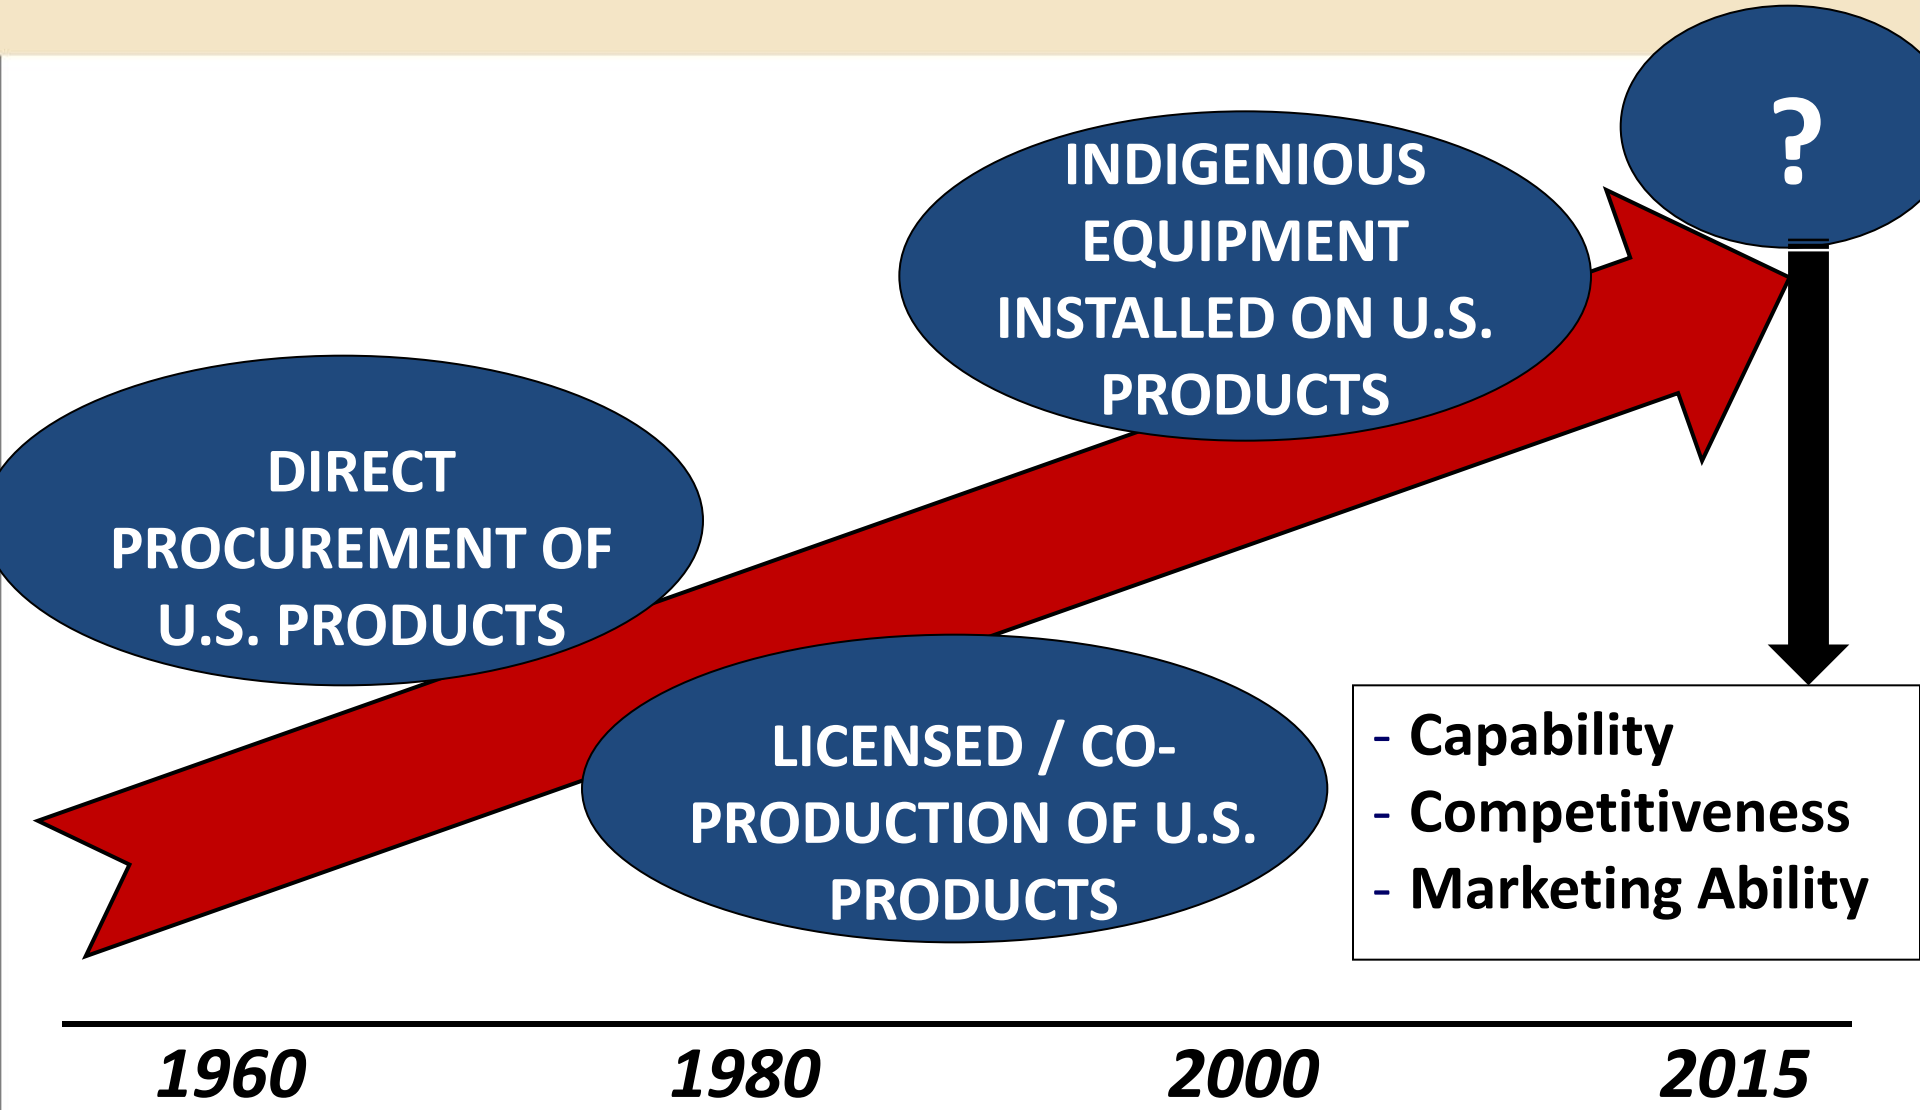 ?
INDIGENIOUS
EQUIPMENT
INSTALLED ON U.S.
PRODUCTS
DIRECT
PROCUREMENT OF
U.S. PRODUCTS
LICENSED / CO-
PRODUCTION OF U.S.
PRODUCTS
- Capability
- Competitiveness
- Marketing Ability
1960 1980 2000 2015